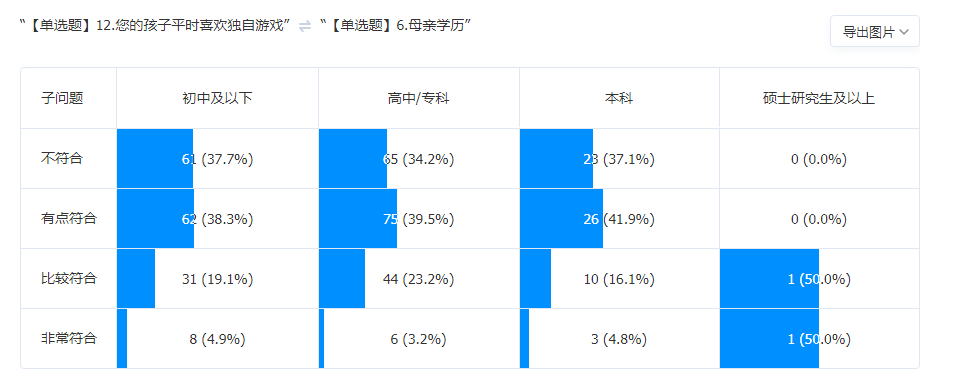 “【单选题】12.您的孩子平时喜欢独自游戏” ⇌ “【单选题】6.母亲学历”
导出图片
子问题 初中及以下 高中/专科 本科 硕士研究生及以上
不符合 61 (37.7%) 65 (34.2%) 23 (37.1%) 0 (0.0%)
有点符合 62 (38.3%) 75 (39.5%) 26 (41.9%) 0 (0.0%)
比较符合 31 (19.1%) 44 (23.2%) 10 (16.1%) 1 (50.0%)
非常符合 8 (4.9%) 6 (3.2%) 3 (4.8%) 1 (50.0%)